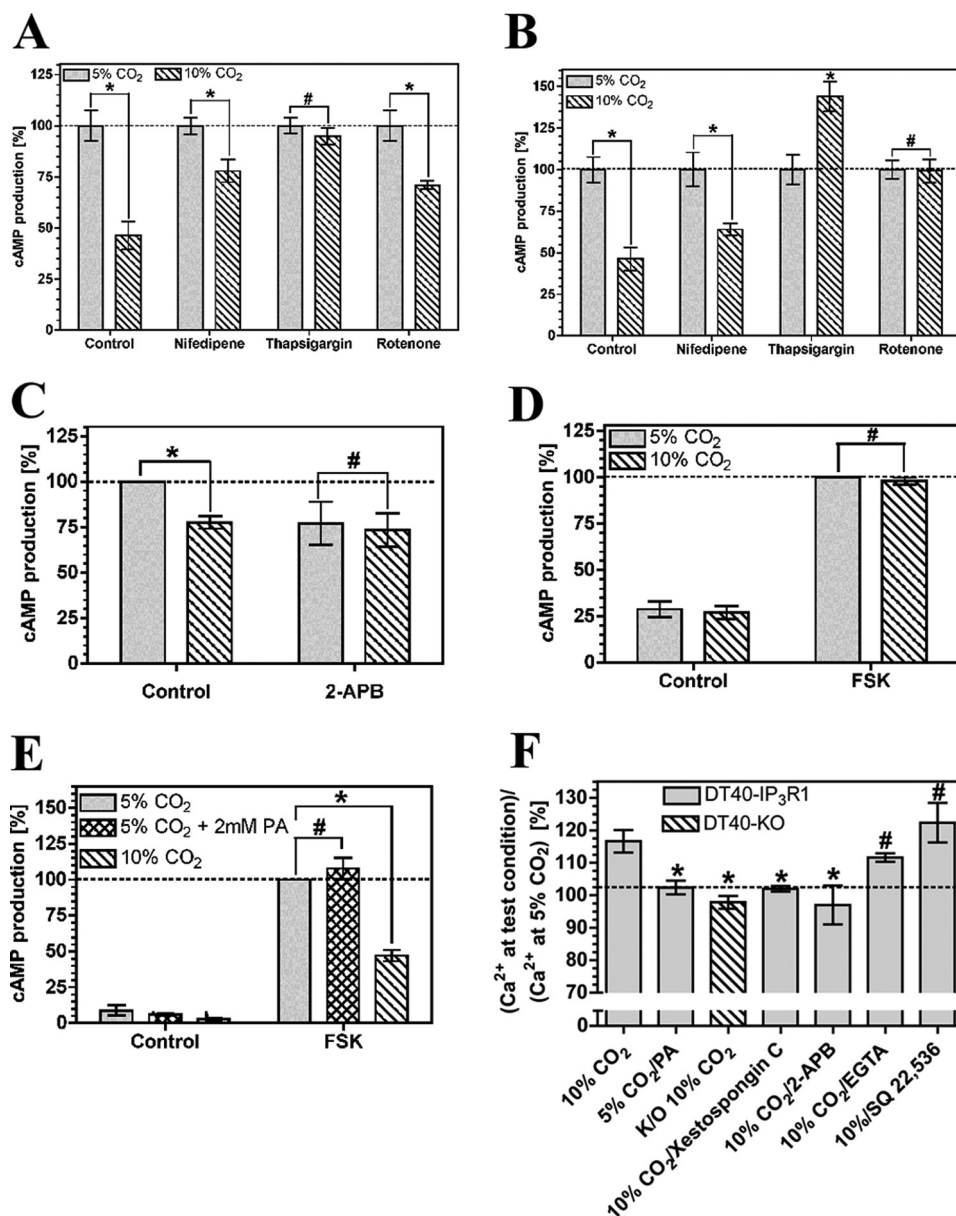 A
5% CO2 10% CO2
125
100
75
50
25
0
cAMP production [%]
* * # *
Control Nifedipene Thapsigargin Rotenone
B
5% CO2
10% CO2
150
125
100
75
50
25
0
cAMP production [%]
* * * #
Control Nifedipene Thapsigargin Rotenone
C
125
100
75
50
25
0
cAMP production [%]
* #
Control 2-APB
D
5% CO2
10% CO2
125
100
75
50
25
0
cAMP production [%]
#
Control FSK
E
5% CO2
5% CO2 + 2mM PA
10% CO2
150
125
100
75
50
25
0
cAMP production [%]
*
#
Control FSK
F
DT40-IP3R1
DT40-KO
130
120
110
100
90
80
70
0
(Ca2+ at test condition)/
(Ca2+ at 5% CO2) [%]
* * * * # #
10% CO2
5% CO2/PA
K/O 10% CO2
10% CO2/Xestospongin C
10% CO2/2-APB
10% CO2/EGTA
10%/SQ 22,536